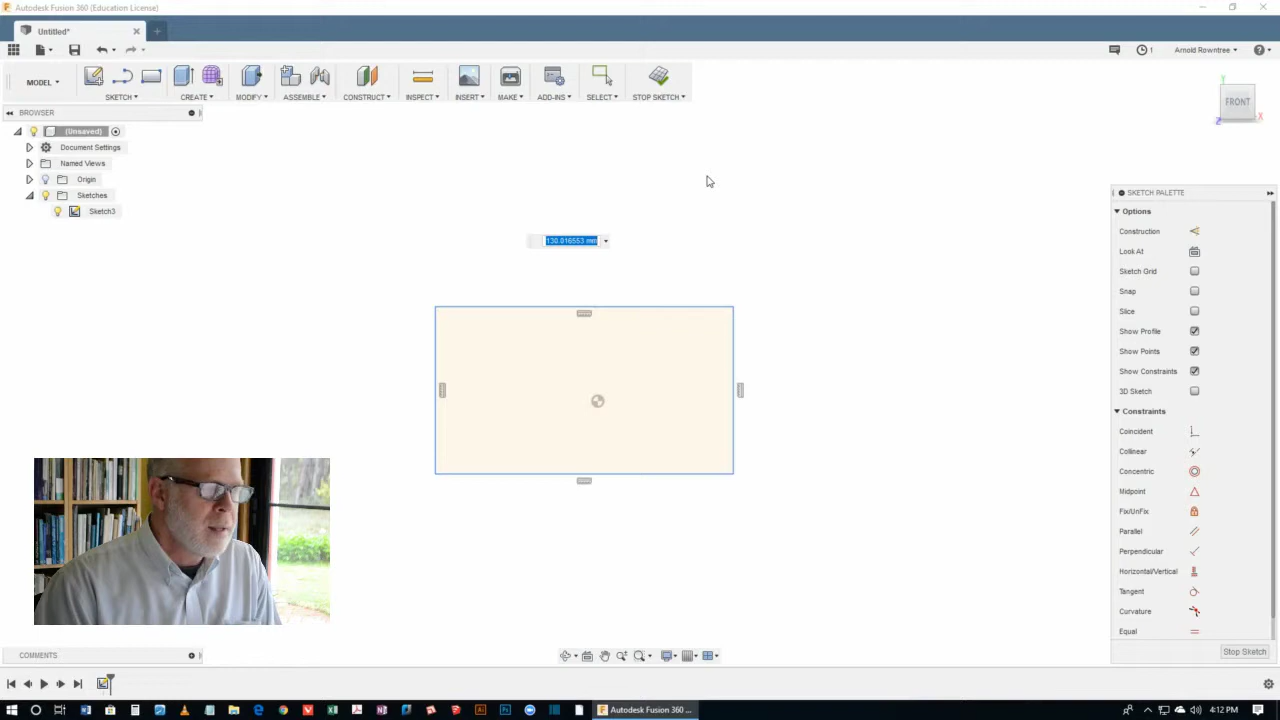 Autodesk Fusion 360 (Education License)
Untitled*
Arnold Rowntree
MODEL
SKETCH
CREATE
MODIFY
ASSEMBLE
CONSTRUCT
INSPECT
INSERT
MAKE
ADD-INS
SELECT
STOP SKETCH
BROWSER
(Unsaved)
Document Settings
Named Views
Origin
Sketches
Sketch3
Y
FRONT
X
Z
130.016553 mm
SKETCH PALETTE
Options
Construction
Look At
Sketch Grid
Snap
Slice
Show Profile
Show Points
Show Constraints
3D Sketch
Constraints
Coincident
Collinear
Concentric
Midpoint
Fix/UnFix
Parallel
Perpendicular
Horizontal/Vertical
Tangent
Curvature
Equal
Stop Sketch
COMMENTS
Autodesk Fusion 360 ...
4:12 PM